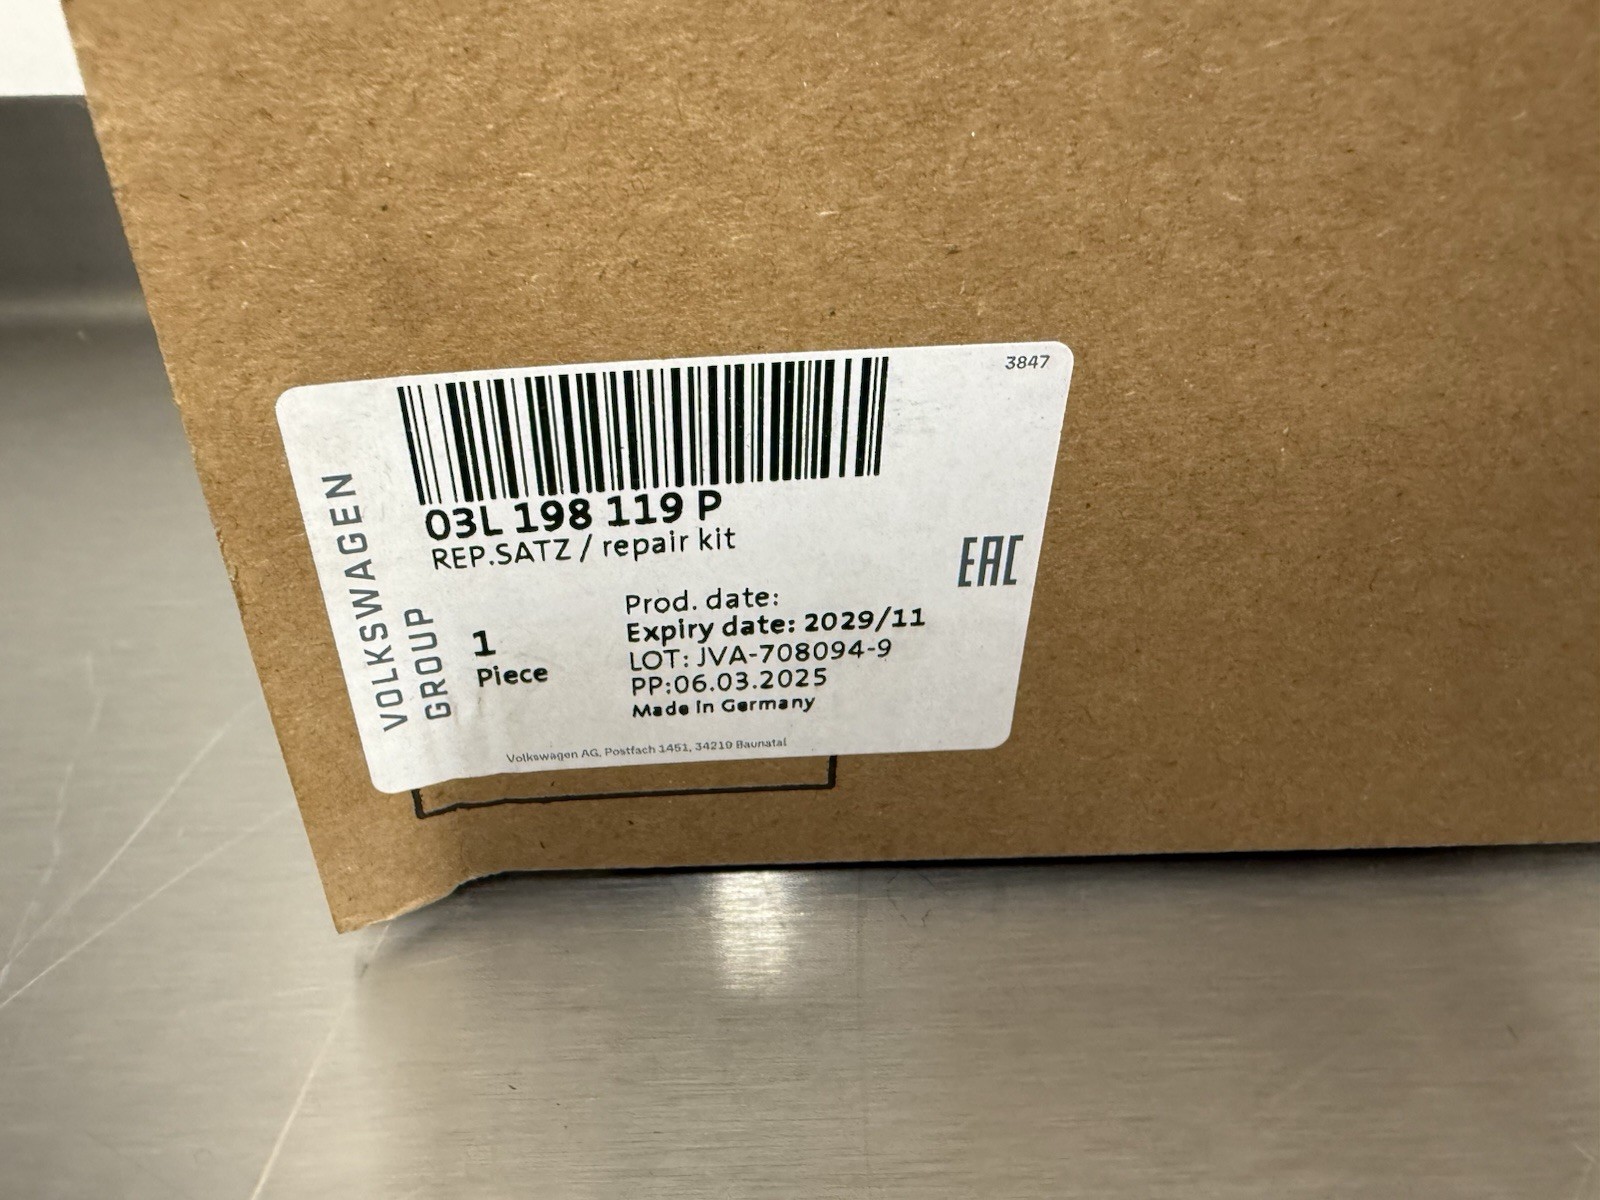 3847
03L 198 119 P
REP.SATZ / repair kit
EAC
VOLKSWAGEN
GROUP
1
Piece
Prod. date:
Expiry date: 2029/11
LOT: JVA-708094-9
PP:06.03.2025
Made in Germany
Volkswagen AG, Postfach 1451, 34219 Baunatal